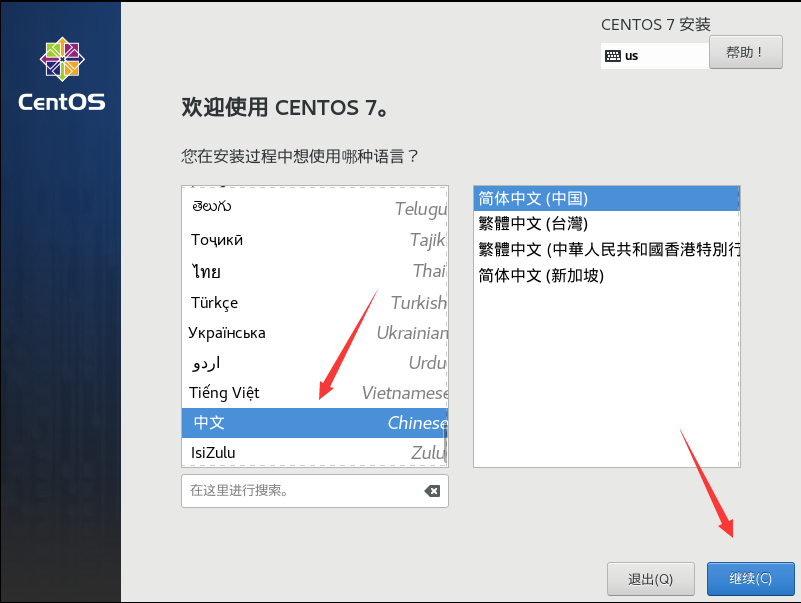 CentOS
CENTOS 7 安装
us
帮助！
欢迎使用 CENTOS 7。
您在安装过程中想使用哪种语言？
తెలుగు Telugu
Тоҷикӣ Tajik
ไทย Thai
Türkçe Turkish
Українська Ukrainian
اردو Urdu
Tiếng Việt Vietnamese
中文 Chinese
IsiZulu Zulu
在这里进行搜索。
简体中文 (中国)
繁體中文 (台灣)
繁體中文 (中華人民共和國香港特別行
简体中文 (新加坡)
退出(Q)
继续(C)